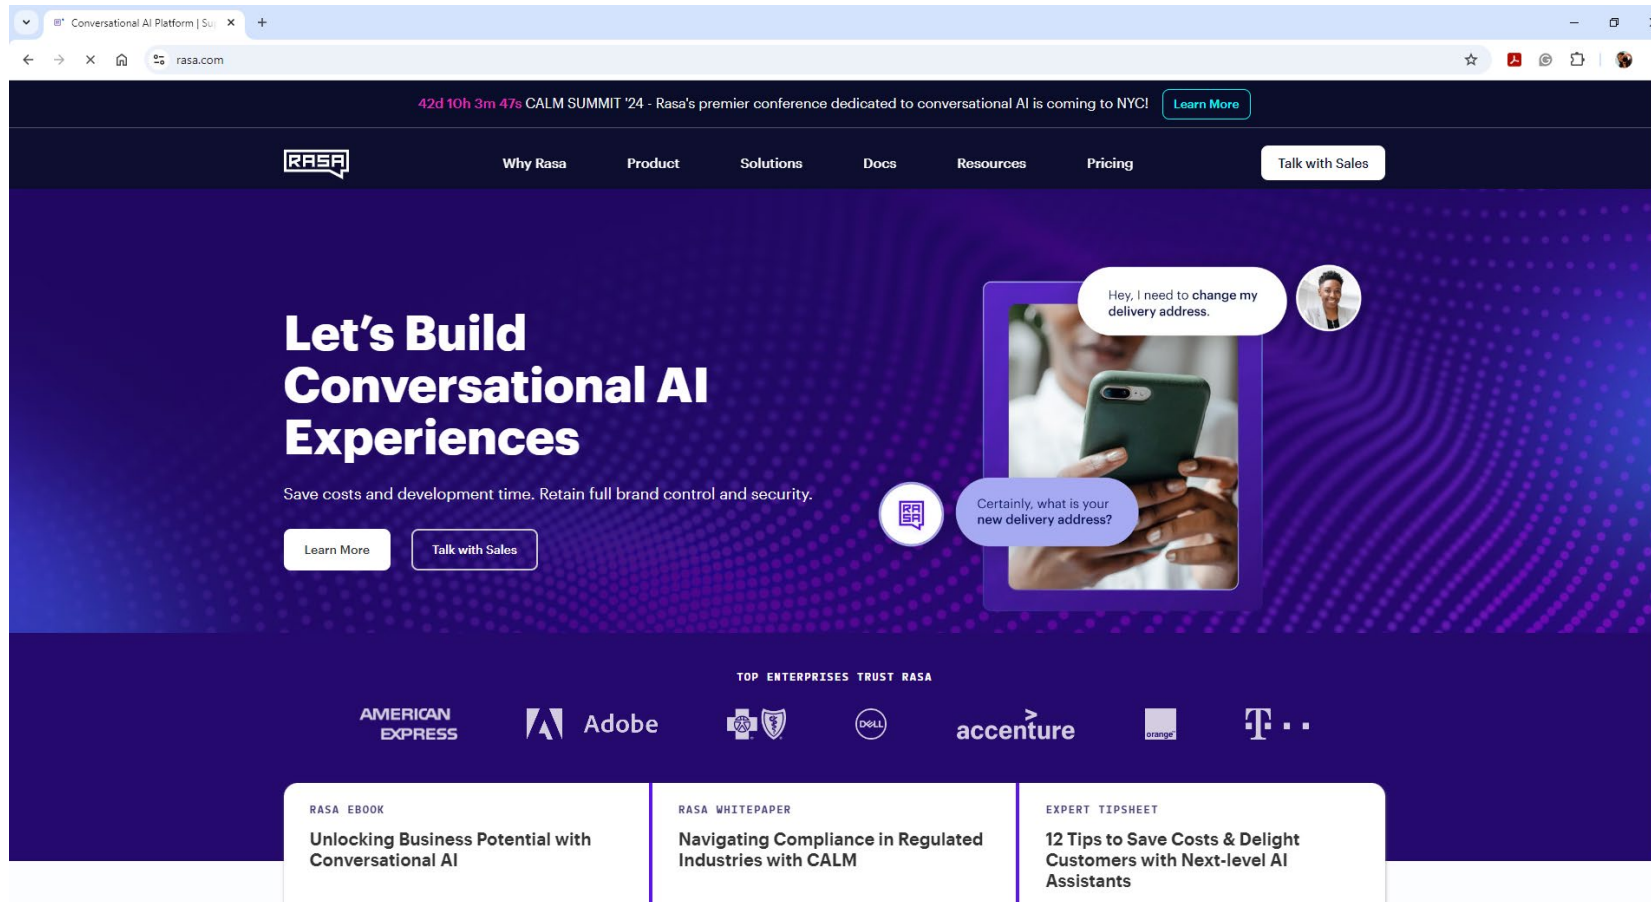 Conversational AI Platform | Su
rasa.com
42d 10h 3m 47s CALM SUMMIT '24 - Rasa's premier conference dedicated to conversational AI is coming to NYC! Learn More
RASA Why Rasa Product Solutions Docs Resources Pricing Talk with Sales
Hey, I need to change my
delivery address.
Let's Build
Conversational AI
Experiences
Save costs and development time. Retain full brand control and security.
RASA
Certainly, what is your
new delivery address?
Learn More Talk with Sales
TOP ENTERPRISES TRUST RASA
AMERICAN
EXPRESS
Adobe
DELL
accenture
orange
T
RASA EBOOK
Unlocking Business Potential with
Conversational AI
RASA WHITEPAPER
Navigating Compliance in Regulated
Industries with CALM
EXPERT TIPSHEET
12 Tips to Save Costs & Delight
Customers with Next-level AI
Assistants